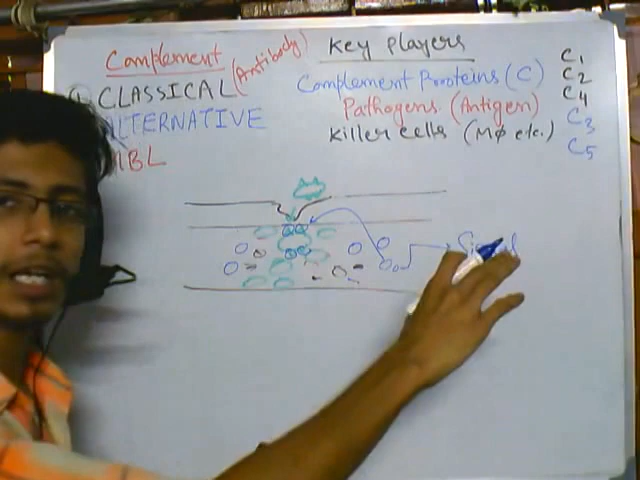 Complement
(Antibody)
CLASSICAL
ALTERNATIVE
MBL
Key players
Complement Proteins (C)
Pathogens (Antigen)
Killer cells (Mφ etc.)
C1
C2
C4
C3
C5